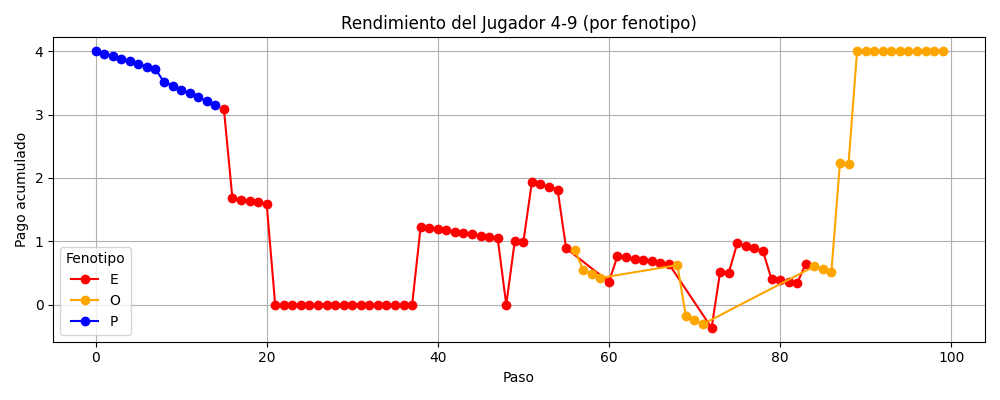 Rendimiento del Jugador 4-9 (por fenotipo)
Pago acumulado
4
3
2
1
0
Fenotipo
E
O
P
0
20
40
60
80
100
Paso